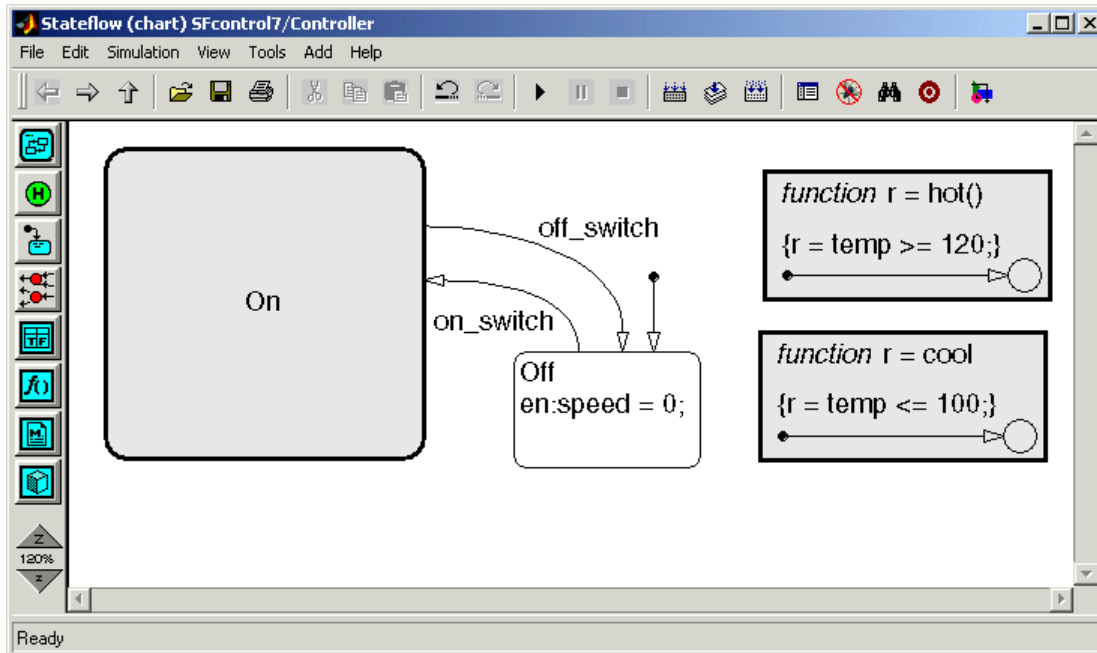 Stateflow (chart) SFcontrol7/Controller
File Edit Simulation View Tools Add Help
On
off_switch
on_switch
Off
en:speed = 0;
function r = hot()
{r = temp >= 120;}
function r = cool
{r = temp <= 100;}
H
TF
f()
M
Z
120%
z
Ready